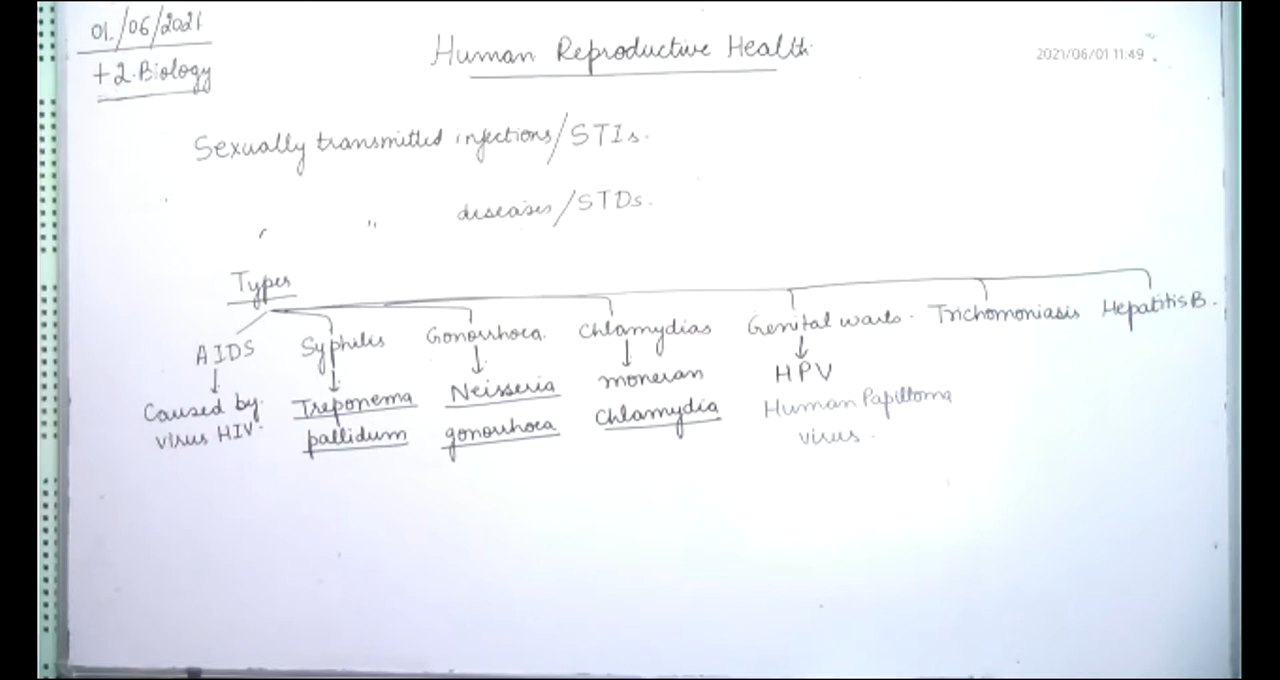 01/06/2021
+2.Biology
Human Reproductive Health
2021/06/01 11:49
Sexually transmitted infections/STIs.
" " diseases/STDs.
Types
AIDS
Caused by
virus HIV.
Syphilis
Treponema
pallidum
Gonorrhoea.
Neisseria
gonorrhoea
Chlamydias
moneran
Chlamydia
Genital warts.
HPV
Human Papilloma
virus.
Trichomoniasis
Hepatitis B.